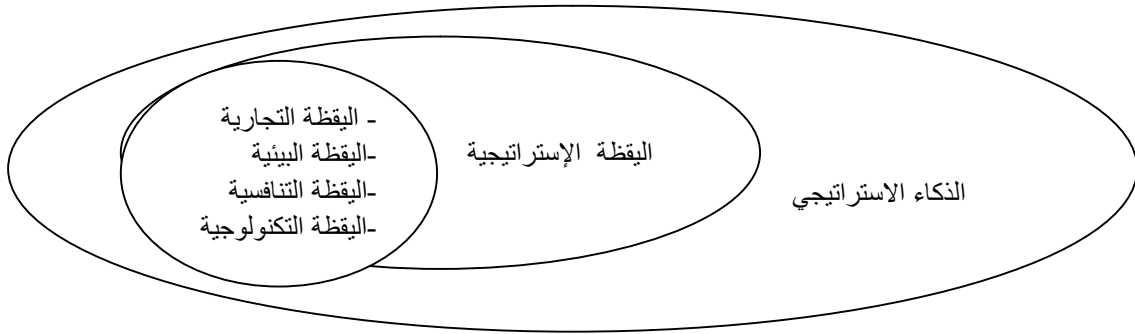 - اليقظة التجارية
-اليقظة البيئية
-اليقظة التنافسية
-اليقظة التكنولوجية
اليقظة الإستراتيجية
الذكاء الاستراتيجي